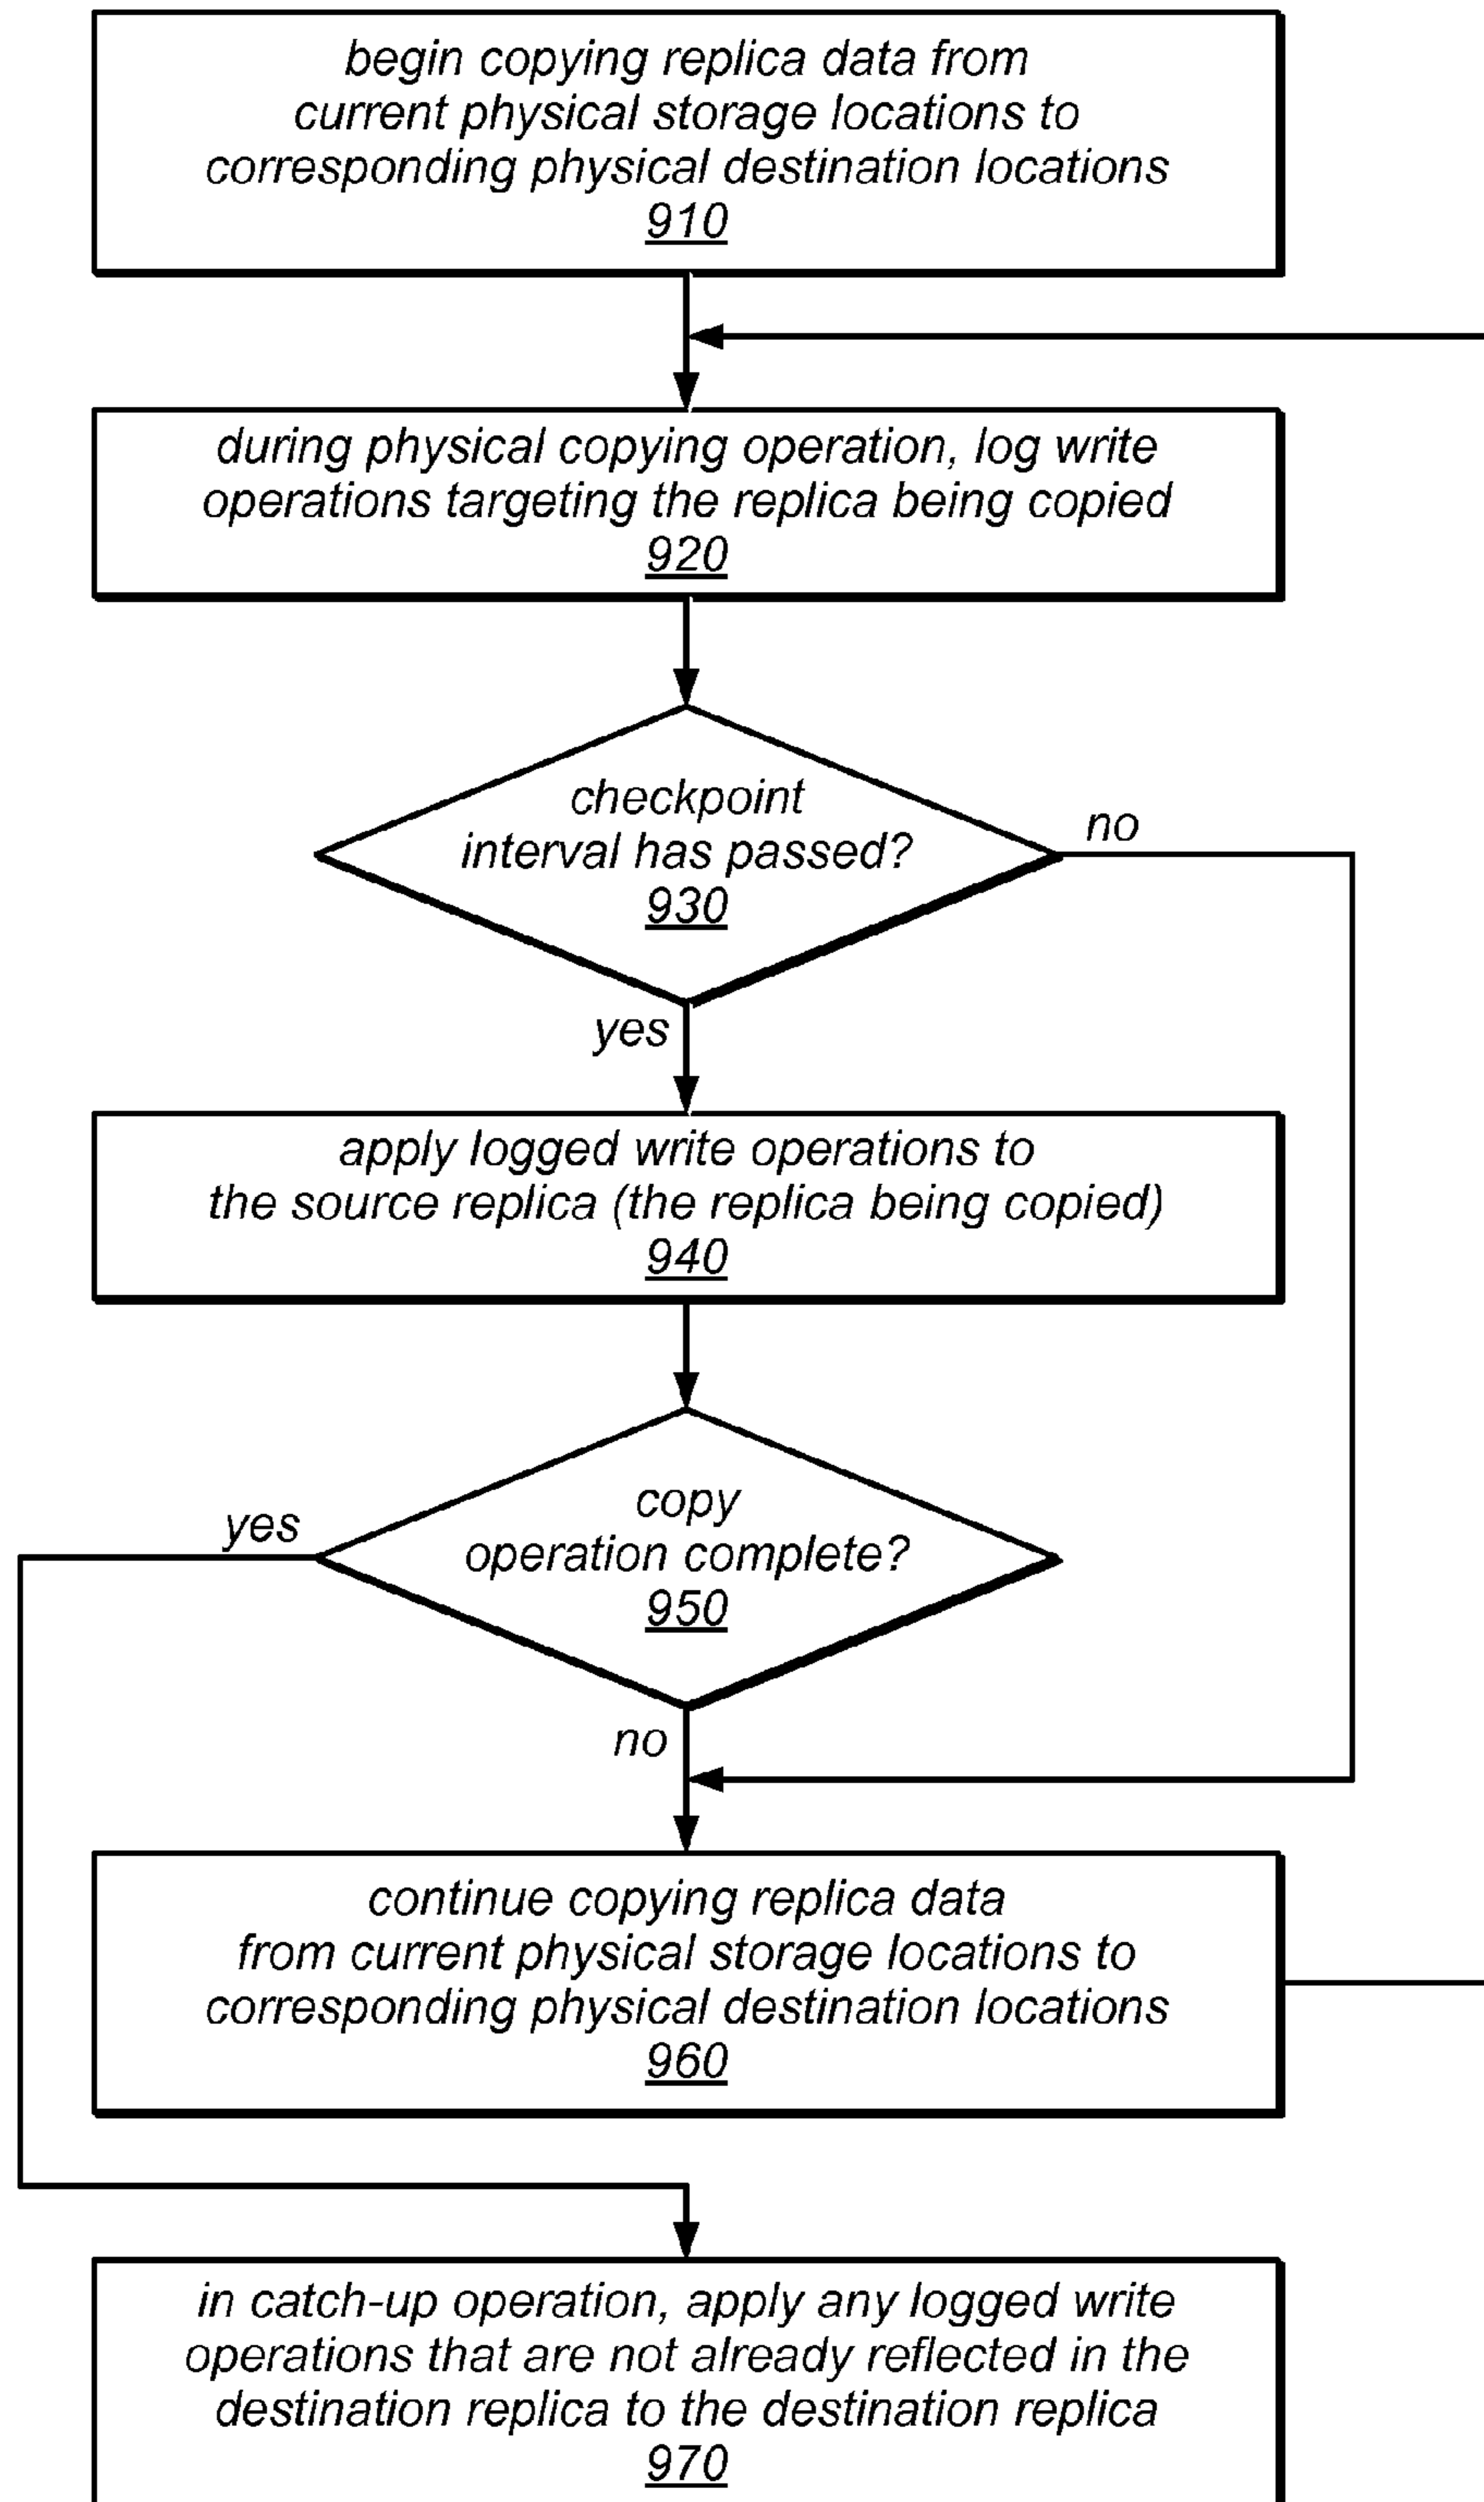 begin copying replica data from
current physical storage locations to
corresponding physical destination locations
910
during physical copying operation, log write
operations targeting the replica being copied
920
checkpoint
interval has passed?
930
no
yes
apply logged write operations to
the source replica (the replica being copied)
940
copy
operation complete?
950
yes
no
continue copying replica data
from current physical storage locations to
corresponding physical destination locations
960
in catch-up operation, apply any logged write
operations that are not already reflected in the
destination replica to the destination replica
970